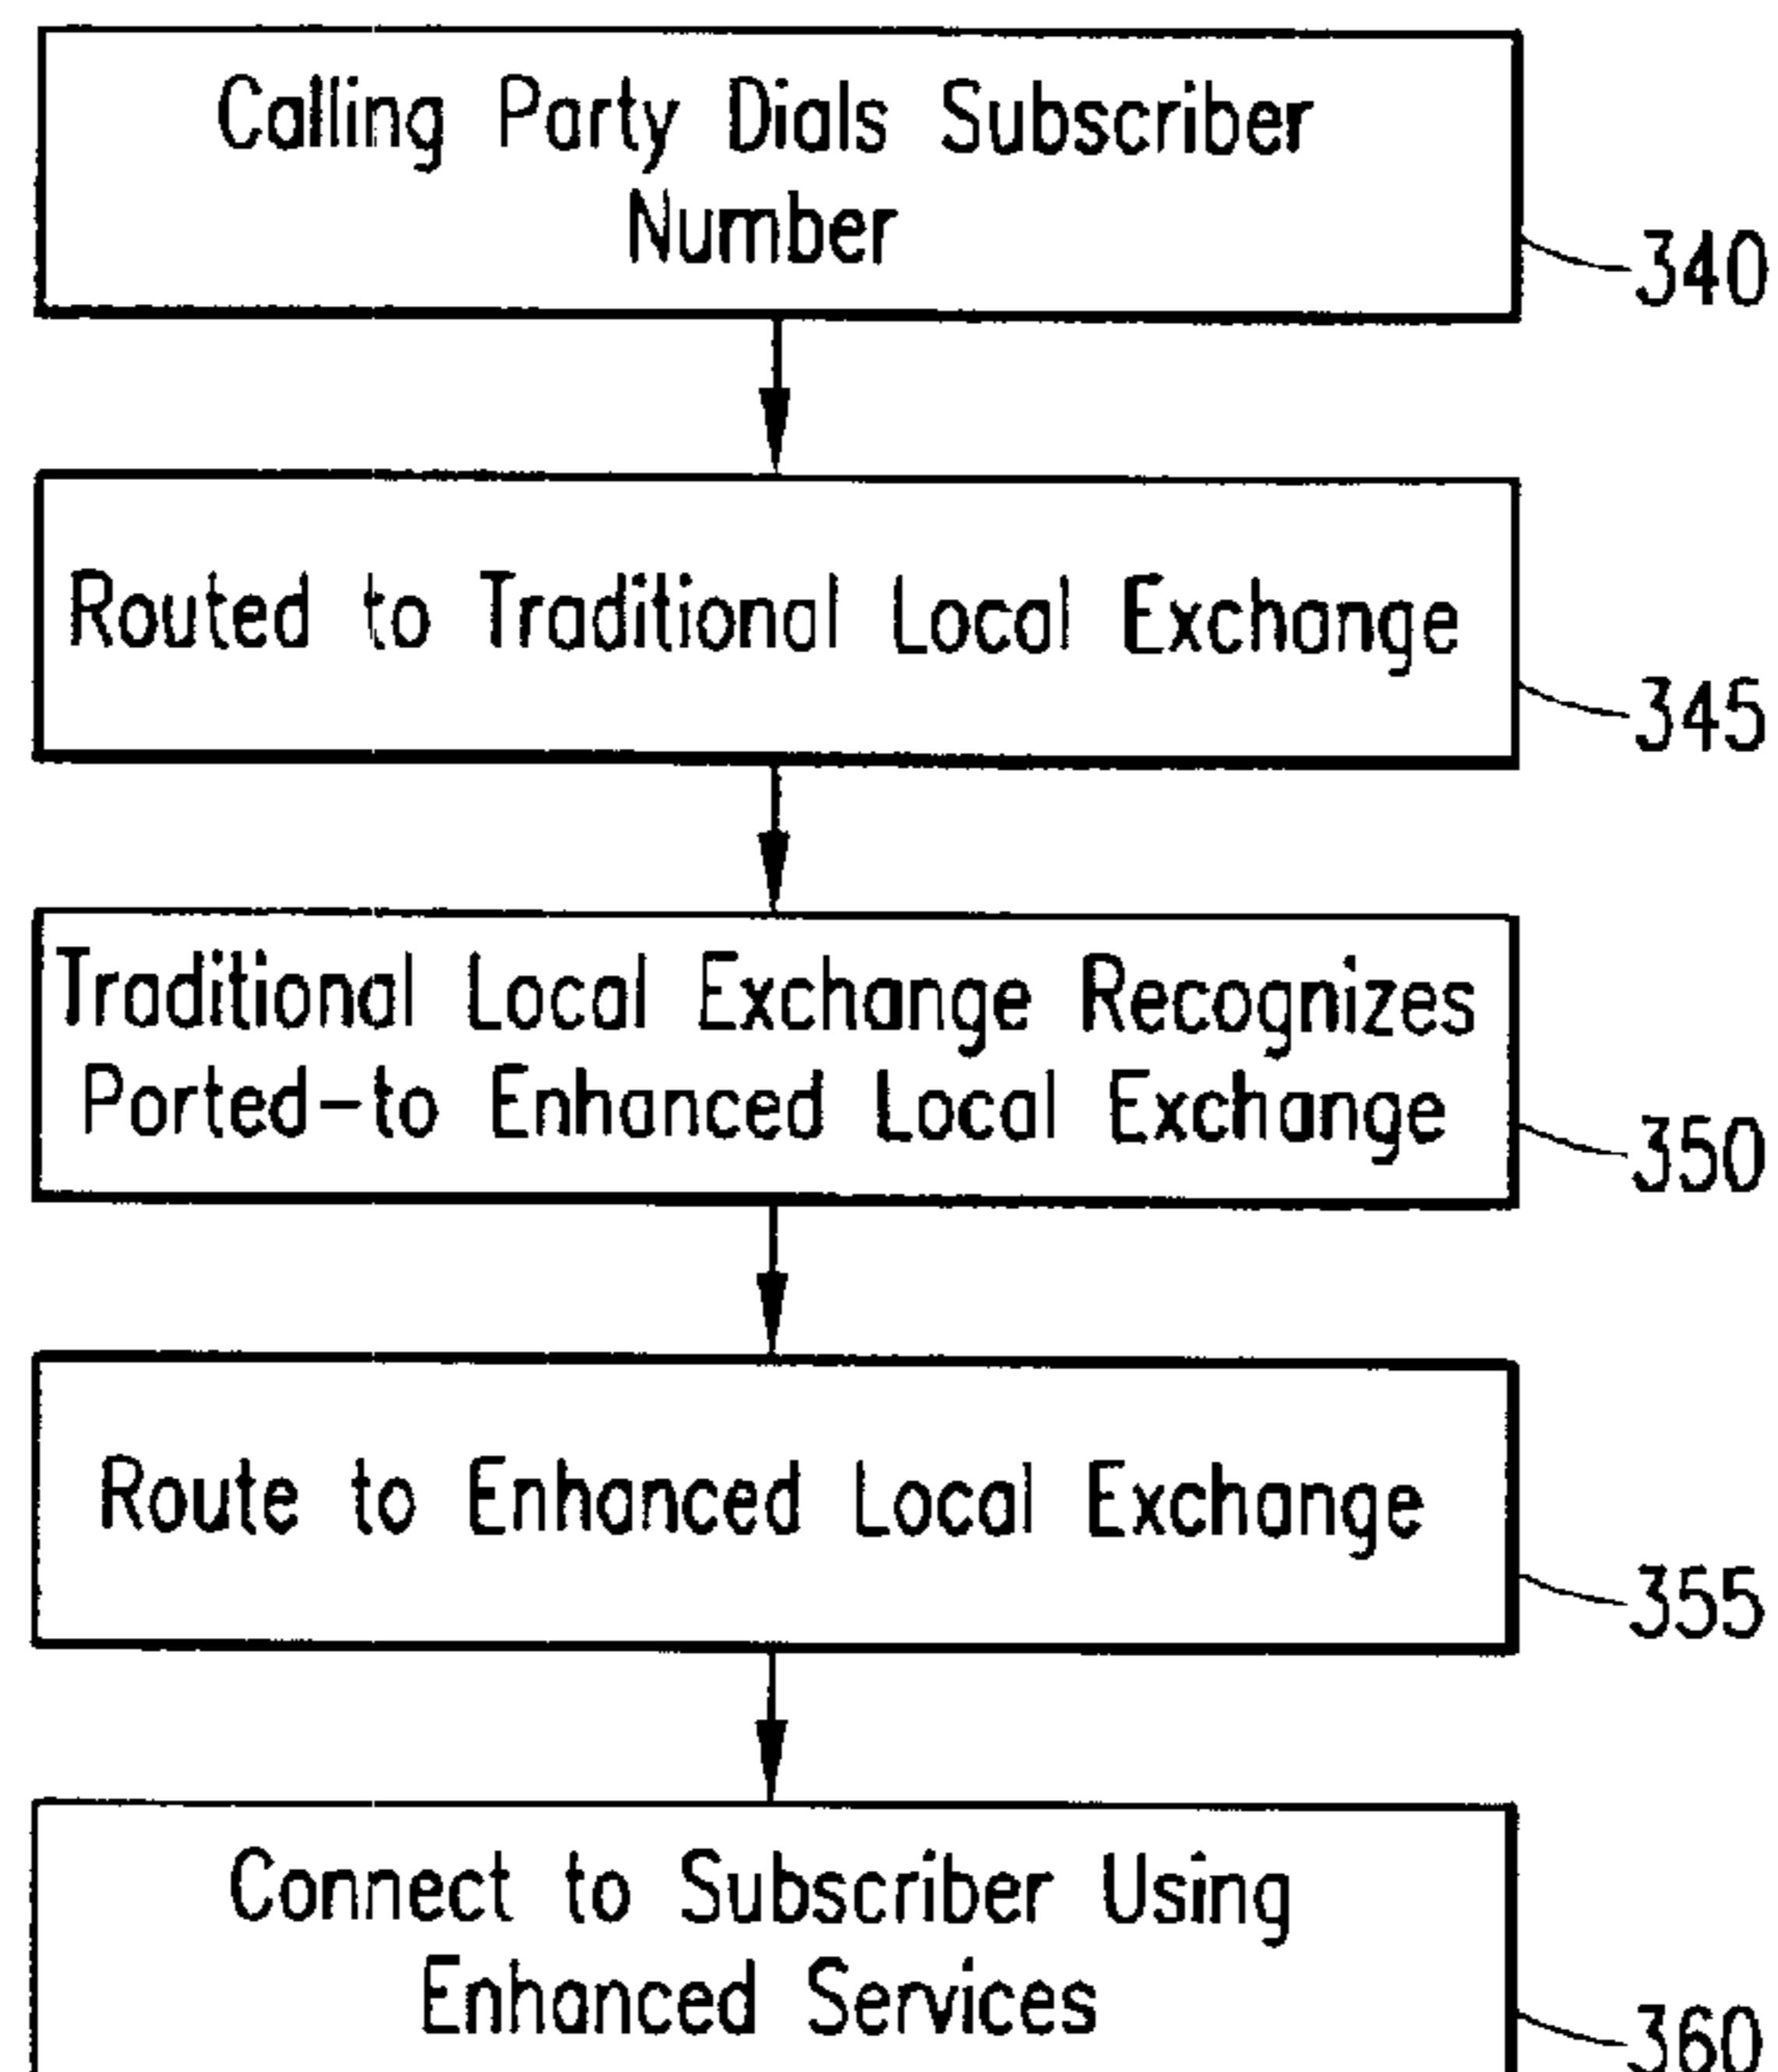 Calling Party Dials Subscriber
Number
340
Routed to Traditional Local Exchange
345
Traditional Local Exchange Recognizes
Ported-to Enhanced Local Exchange
350
Route to Enhanced Local Exchange
355
Connect to Subscriber Using
Enhanced Services
360